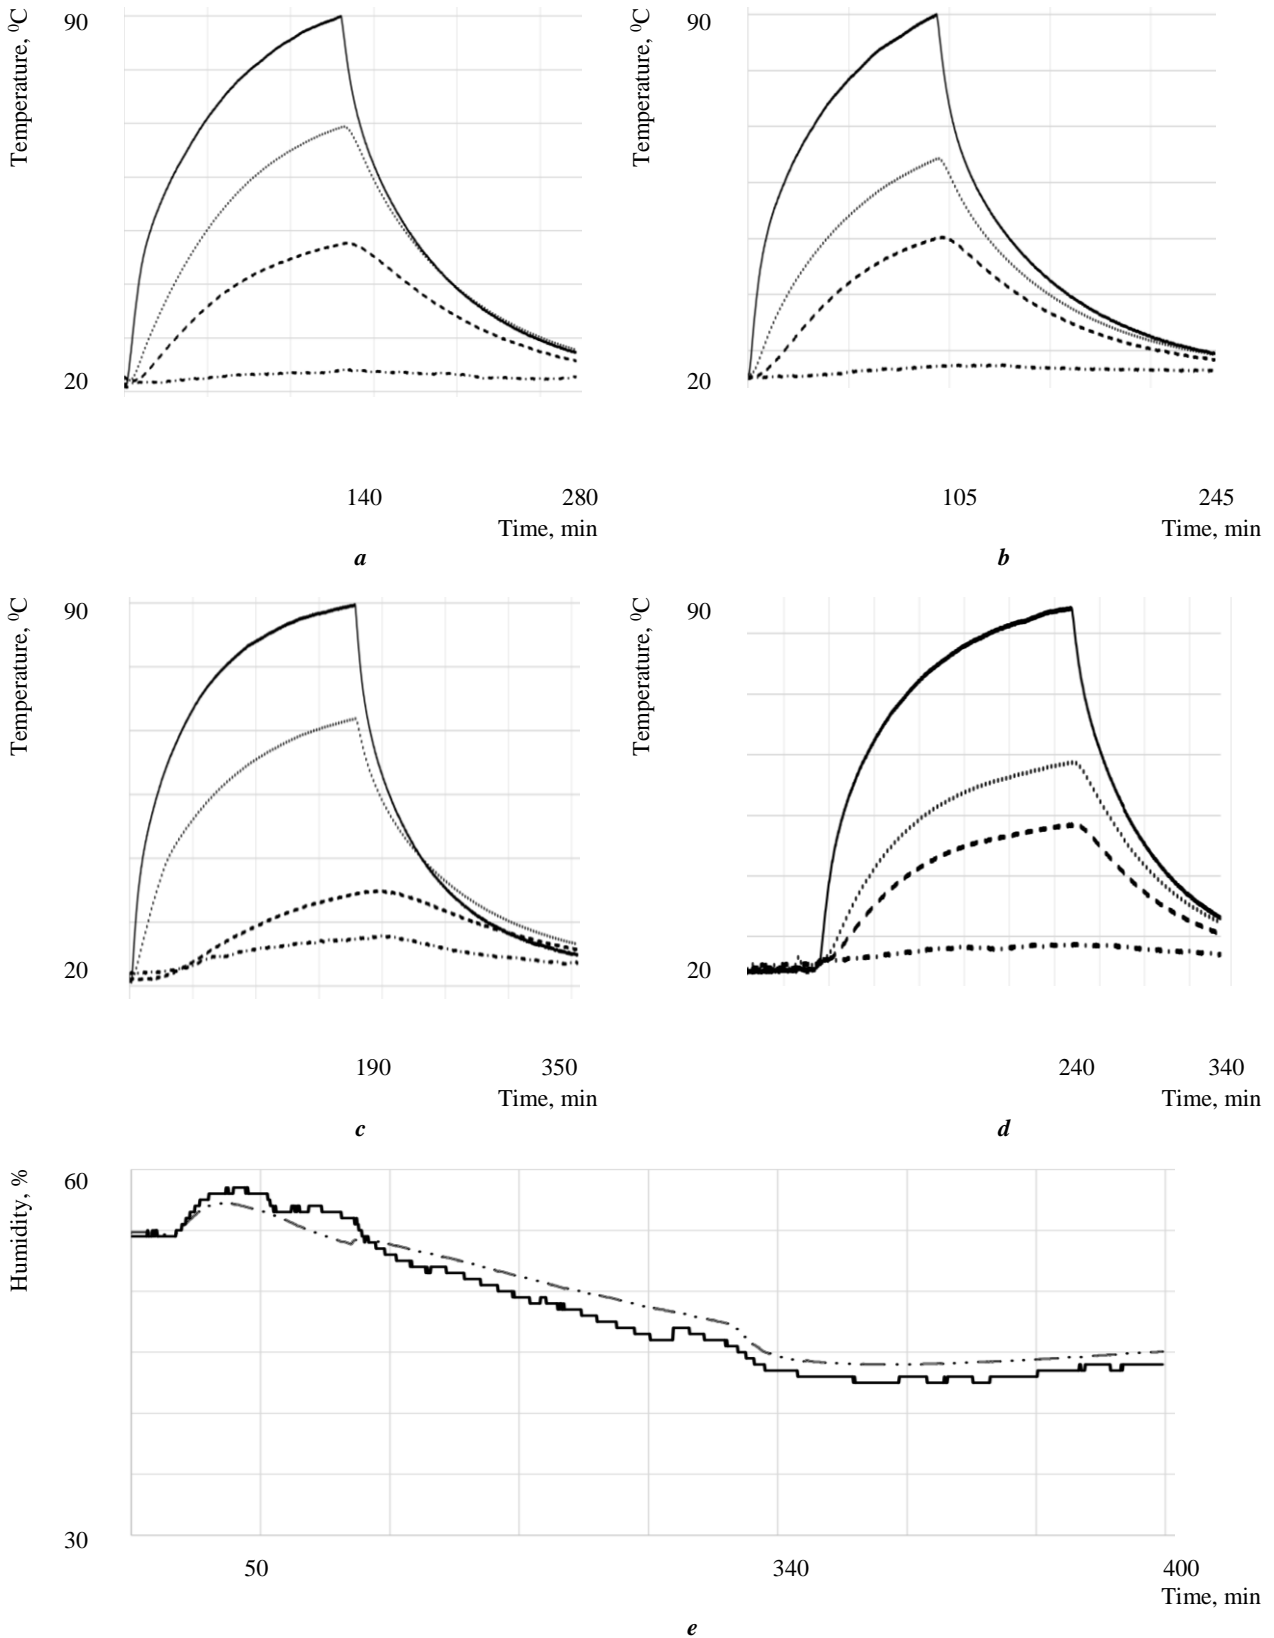 90
Temperature, ⁰C
20
140 280
Time, min
a
90
Temperature, ⁰C
20
105 245
Time, min
b
90
Temperature, ⁰C
20
190 350
Time, min
c
90
Temperature, ⁰C
20
240 340
Time, min
d
60
Humidity, %
30
50 340 400
Time, min
e